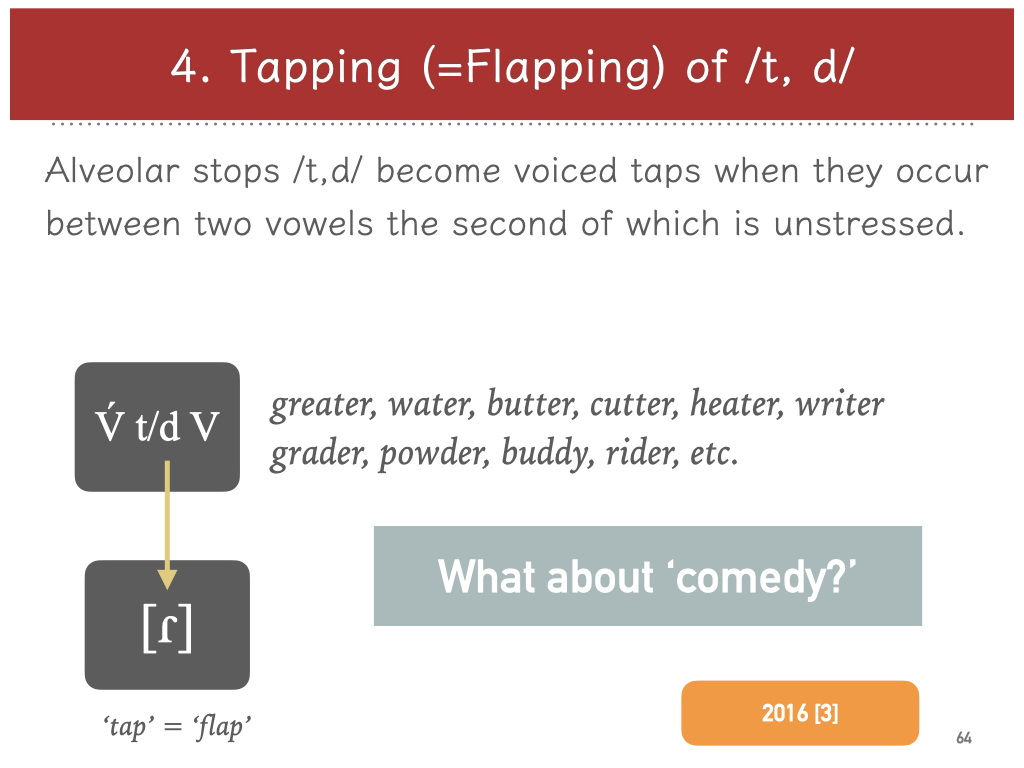 4. Tapping (=Flapping) of /t, d/
Alveolar stops /t,d/ become voiced taps when they occur
between two vowels the second of which is unstressed.
V́ t/d V
greater, water, butter, cutter, heater, writer
grader, powder, buddy, rider, etc.
What about ‘comedy?’
[ɾ]
‘tap’ = ‘flap’
2016 [3]
64